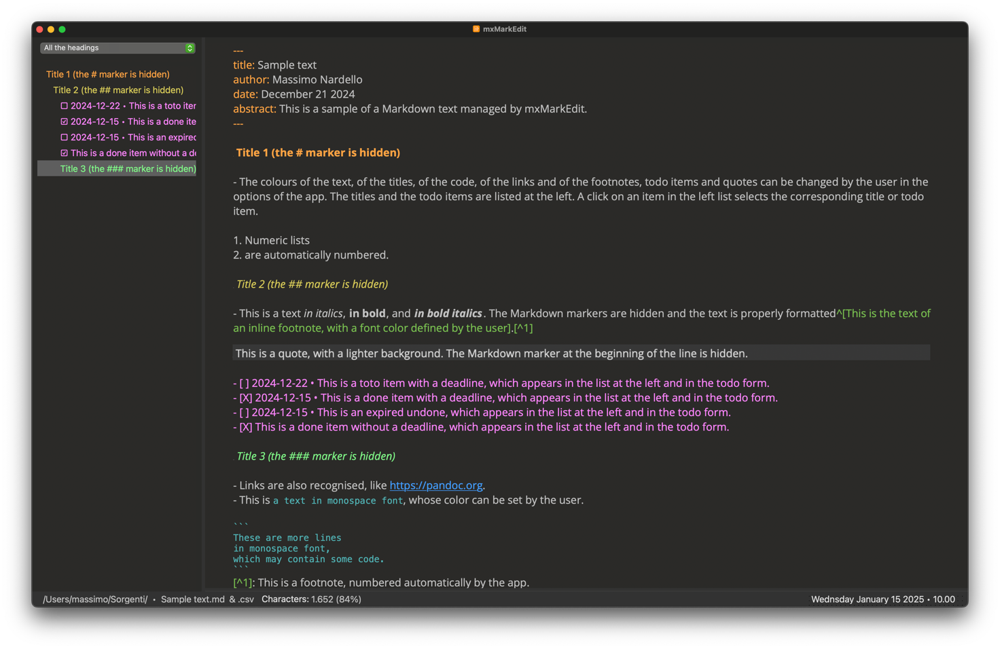 mxMarkEdit
All the headings
Title 1 (the # marker is hidden)
Title 2 (the ## marker is hidden)
2024-12-22 • This is a toto iter
2024-12-15 • This is a done ite
2024-12-15 • This is an expired
This is a done item without a de
Title 3 (the ### marker is hidden)
---
title: Sample text
author: Massimo Nardello
date: December 21 2024
abstract: This is a sample of a Markdown text managed by mxMarkEdit.
---
Title 1 (the # marker is hidden)
- The colours of the text, of the titles, of the code, of the links and of the footnotes, todo items and quotes can be changed by the user in the
options of the app. The titles and the todo items are listed at the left. A click on an item in the left list selects the corresponding title or todo
item.
1. Numeric lists
2. are automatically numbered.
Title 2 (the ## marker is hidden)
- This is a text in italics, in bold, and in bold italics. The Markdown markers are hidden and the text is properly formatted^[This is the text of
an inline footnote, with a font color defined by the user].[^1]
This is a quote, with a lighter background. The Markdown marker at the beginning of the line is hidden.
- [ ] 2024-12-22 • This is a toto item with a deadline, which appears in the list at the left and in the todo form.
- [X] 2024-12-15 • This is a done item with a deadline, which appears in the list at the left and in the todo form.
- [ ] 2024-12-15 • This is an expired undone, which appears in the list at the left and in the todo form.
- [X] This is a done item without a deadline, which appears in the list at the left and in the todo form.
Title 3 (the ### marker is hidden)
- Links are also recognised, like https://pandoc.org.
- This is a text in monospace font, whose color can be set by the user.
```
These are more lines
in monospace font,
which may contain some code.
```
[^1]: This is a footnote, numbered automatically by the app.
/Users/massimo/Sorgenti/ • Sample text.md & .csv Characters: 1.652 (84%)
Wednsday January 15 2025 • 10.00